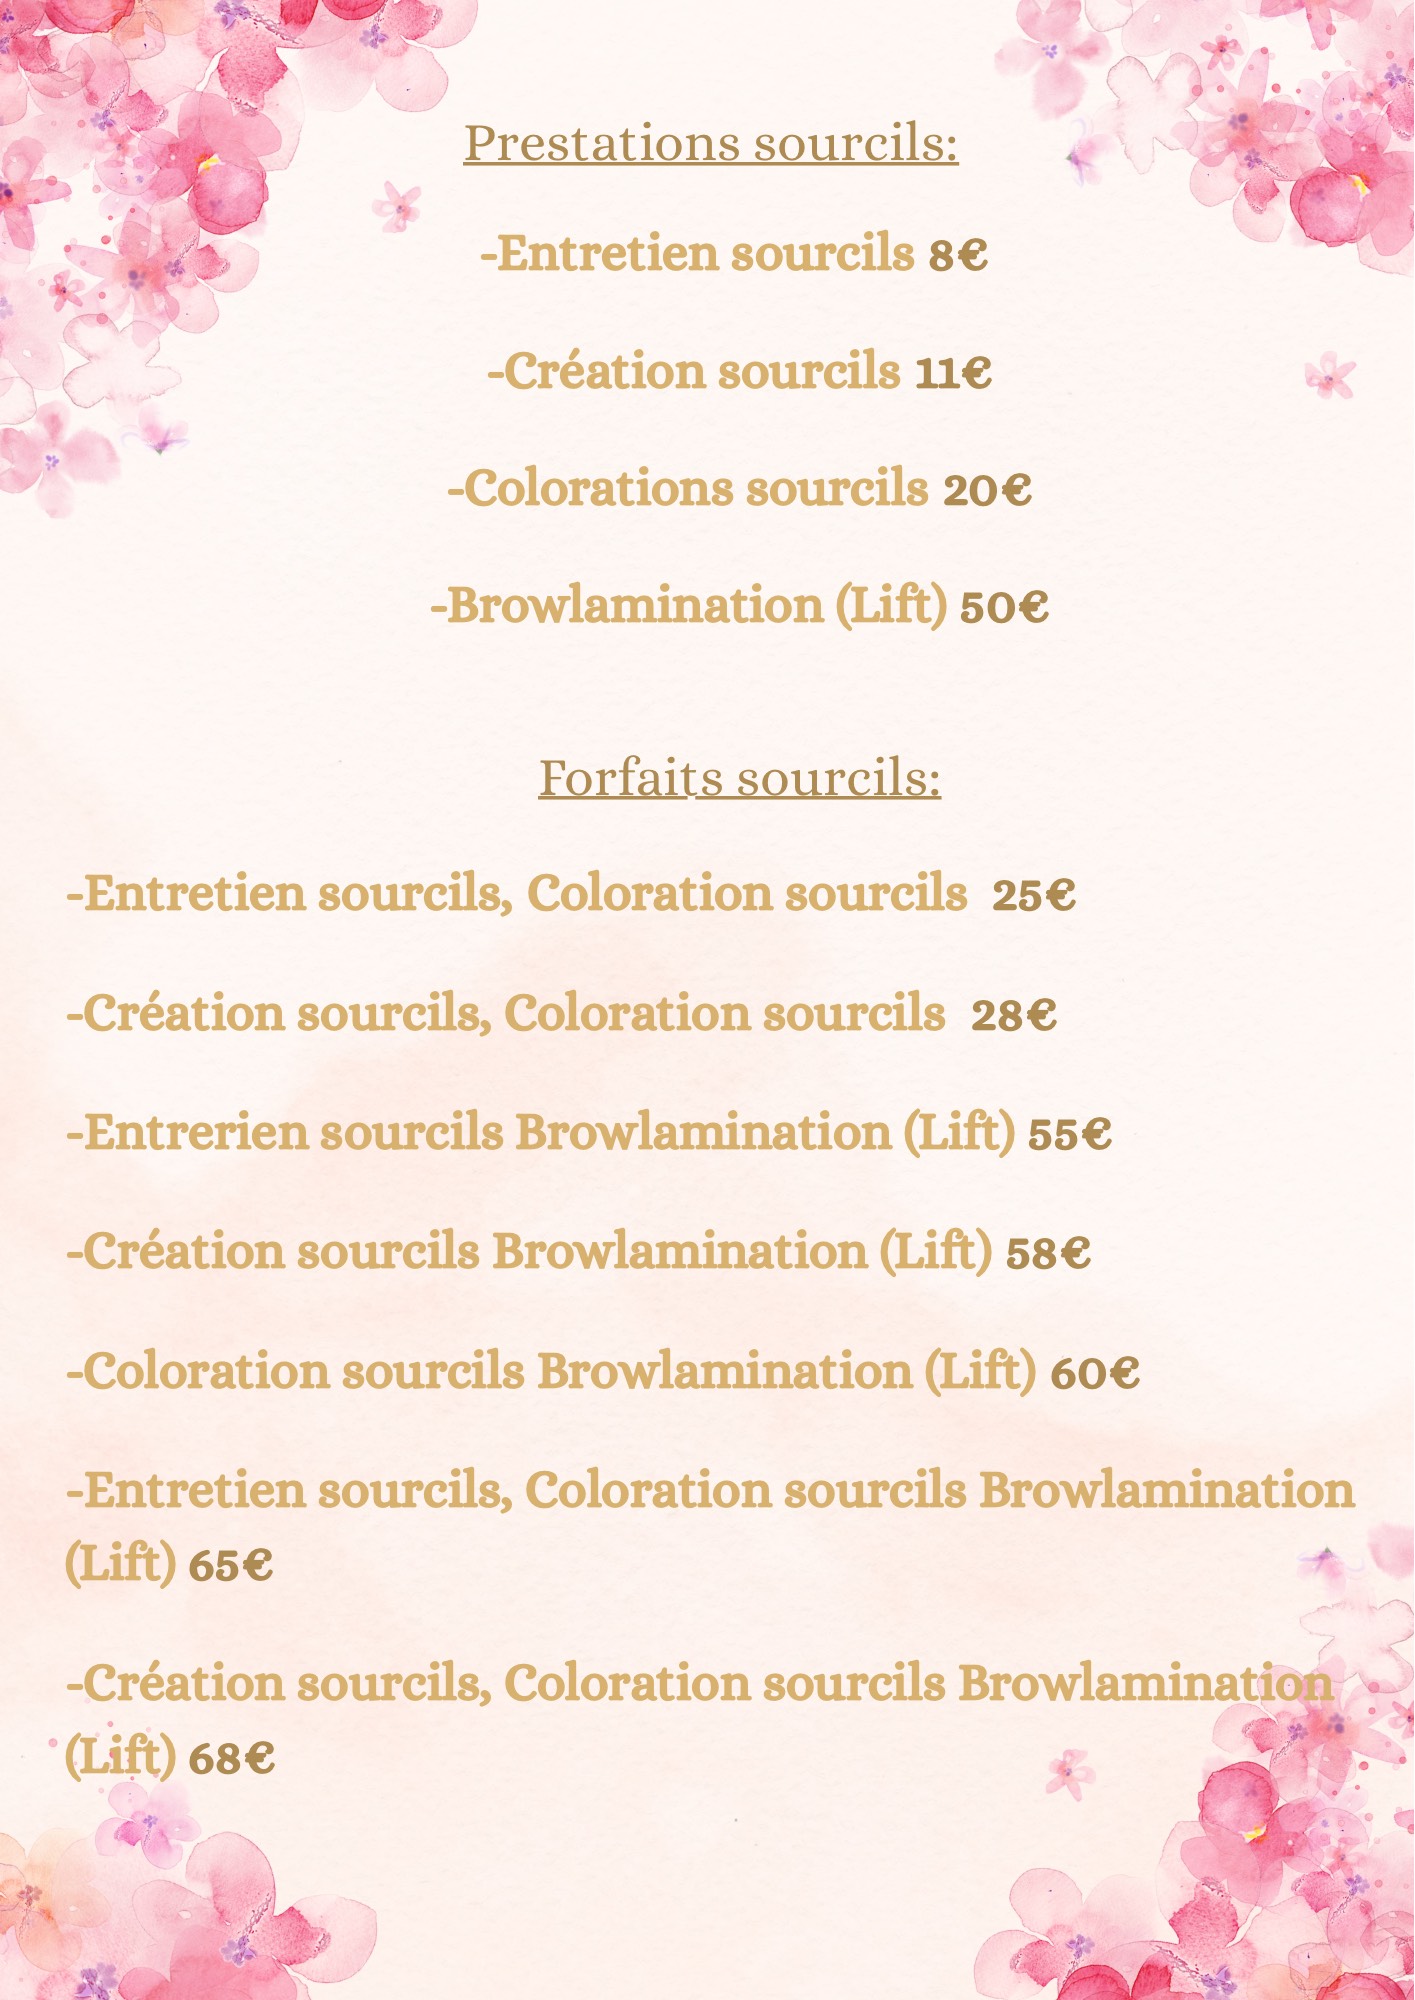 Prestations sourcils:
-Entretien sourcils 8€
-Création sourcils 11€
-Colorations sourcils 20€
-Browlamination (Lift) 50€
Forfaits sourcils:
-Entretien sourcils, Coloration sourcils 25€
-Création sourcils, Coloration sourcils 28€
-Entrerien sourcils Browlamination (Lift) 55€
-Création sourcils Browlamination (Lift) 58€
-Coloration sourcils Browlamination (Lift) 60€
-Entretien sourcils, Coloration sourcils Browlamination
(Lift) 65€
-Création sourcils, Coloration sourcils Browlamination
(Lift) 68€